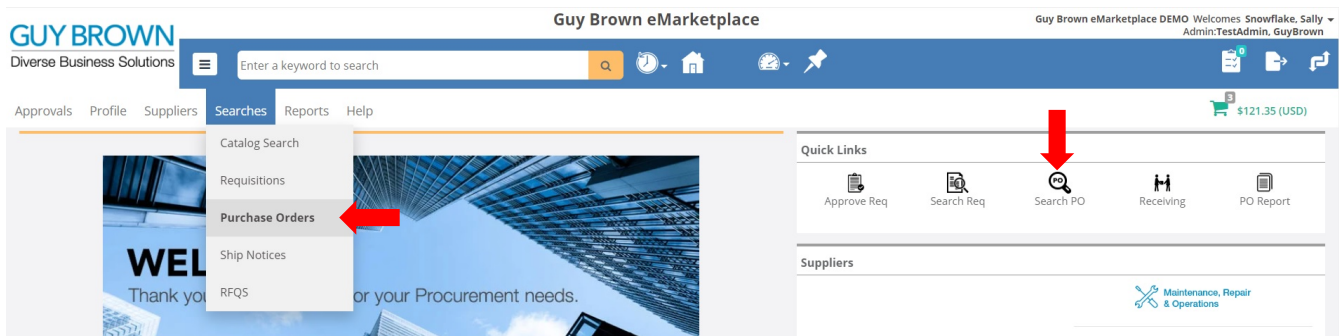 Guy Brown eMarketplace
Guy Brown eMarketplace DEMO Welcomes Snowflake, Sally
Admin:TestAdmin, GuyBrown
GUY BROWN
Diverse Business Solutions
Enter a keyword to search
0
Approvals Profile Suppliers Searches Reports Help
3
$121.35 (USD)
Catalog Search
Requisitions
Purchase Orders
Ship Notices
RFQS
WEL
Thank you
or your Procurement needs.
Quick Links
PO
Approve Req Search Req Search PO Receiving PO Report
Suppliers
Maintenance, Repair
& Operations